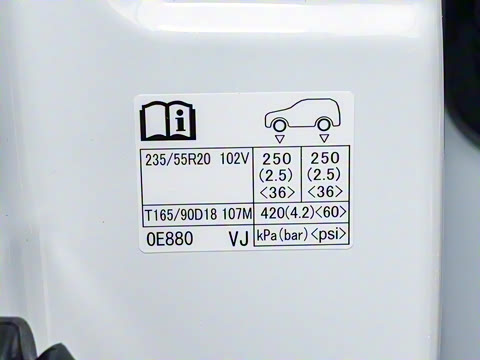 i
235/55R20 102V 250 250
(2.5) (2.5)
<36> <36>
T165/90D18 107M 420(4.2)<60>
0E880 VJ kPa(bar)<psi>